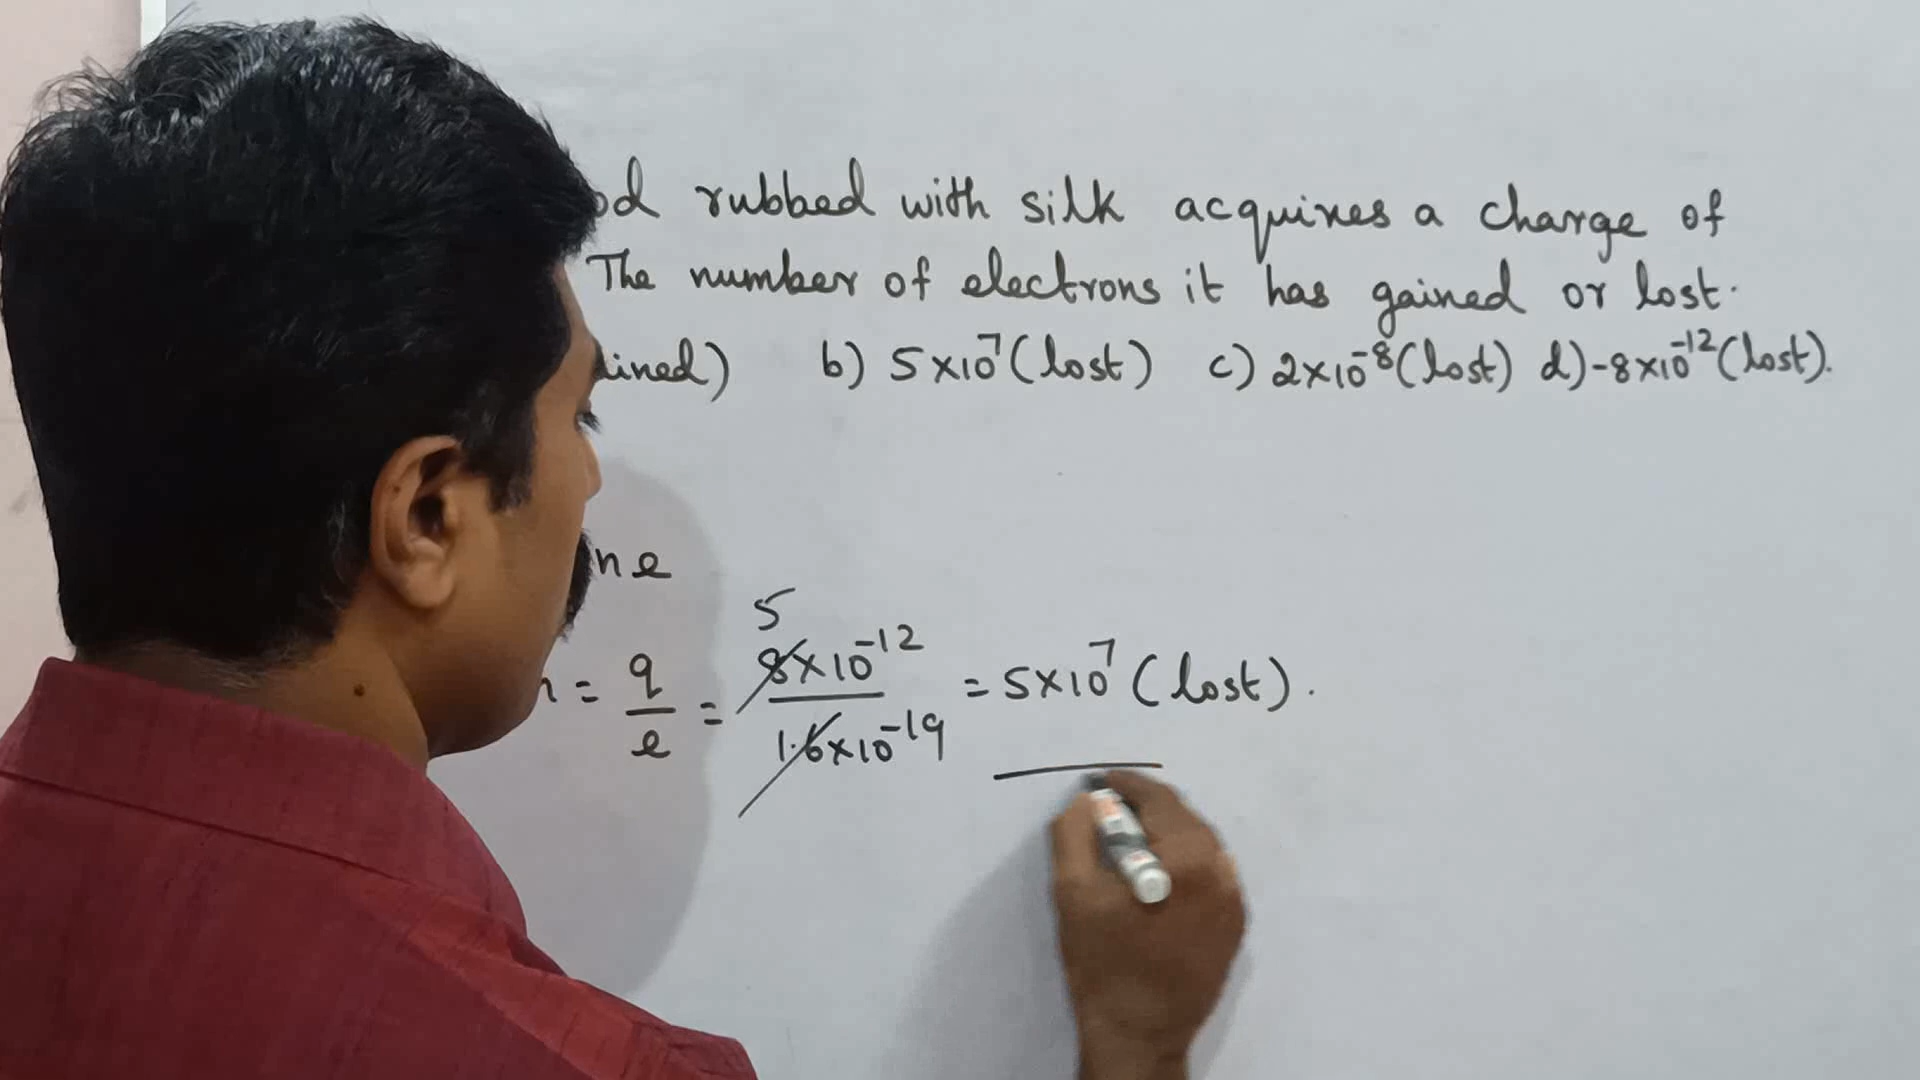 rubbed with silk acquires a charge of
The number of electrons it has gained or lost.
b) 5×10⁷ (lost) c) 2×10⁻⁸ (lost) d) -8×10⁻¹² (lost).
ne
= q/e = 5 8×10⁻¹²/1.6×10⁻¹⁹ = 5×10⁷ (lost).